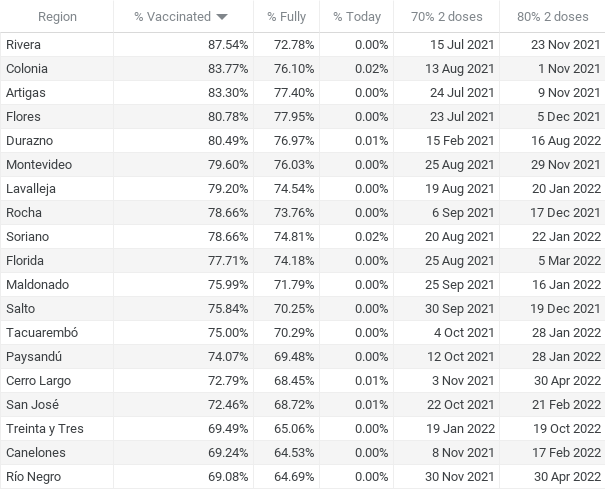 Region % Vaccinated % Fully % Today 70% 2 doses 80% 2 doses
Rivera 87.54% 72.78% 0.00% 15 Jul 2021 23 Nov 2021
Colonia 83.77% 76.10% 0.02% 13 Aug 2021 1 Nov 2021
Artigas 83.30% 77.40% 0.00% 24 Jul 2021 9 Nov 2021
Flores 80.78% 77.95% 0.00% 23 Jul 2021 5 Dec 2021
Durazno 80.49% 76.97% 0.01% 15 Feb 2021 16 Aug 2022
Montevideo 79.60% 76.03% 0.00% 25 Aug 2021 29 Nov 2021
Lavalleja 79.20% 74.54% 0.00% 19 Aug 2021 20 Jan 2022
Rocha 78.66% 73.76% 0.00% 6 Sep 2021 17 Dec 2021
Soriano 78.66% 74.81% 0.02% 20 Aug 2021 22 Jan 2022
Florida 77.71% 74.18% 0.00% 25 Aug 2021 5 Mar 2022
Maldonado 75.99% 71.79% 0.00% 25 Sep 2021 16 Jan 2022
Salto 75.84% 70.25% 0.00% 30 Sep 2021 19 Dec 2021
Tacuarembó 75.00% 70.29% 0.00% 4 Oct 2021 28 Jan 2022
Paysandú 74.07% 69.48% 0.00% 12 Oct 2021 28 Jan 2022
Cerro Largo 72.79% 68.45% 0.01% 3 Nov 2021 30 Apr 2022
San José 72.46% 68.72% 0.01% 22 Oct 2021 21 Feb 2022
Treinta y Tres 69.49% 65.06% 0.00% 19 Jan 2022 19 Oct 2022
Canelones 69.24% 64.53% 0.00% 8 Nov 2021 17 Feb 2022
Río Negro 69.08% 64.69% 0.00% 30 Nov 2021 30 Apr 2022